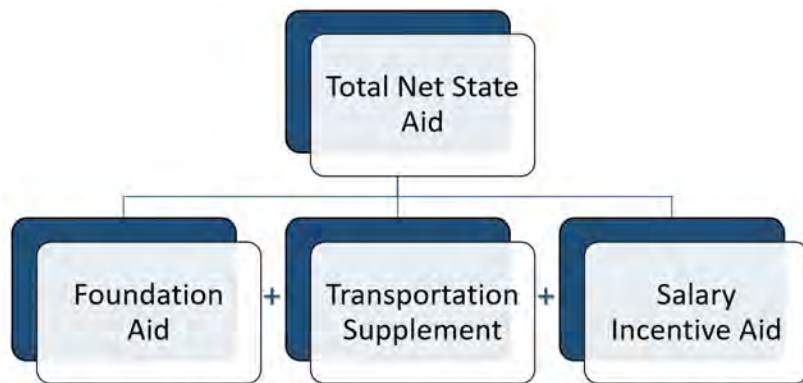 Total Net State
Aid
Foundation
Aid
+
Transportation
Supplement
+
Salary
Incentive Aid